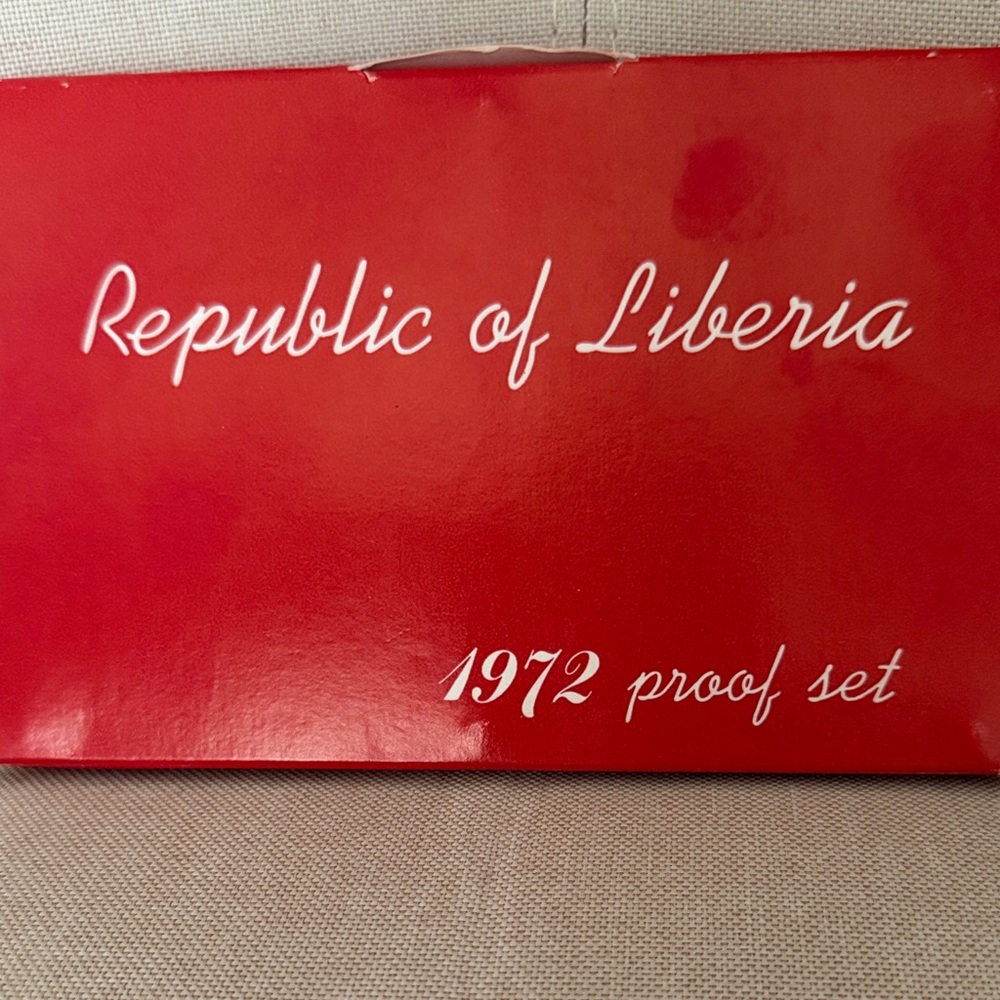 Republic of Liberia
1972 proof set